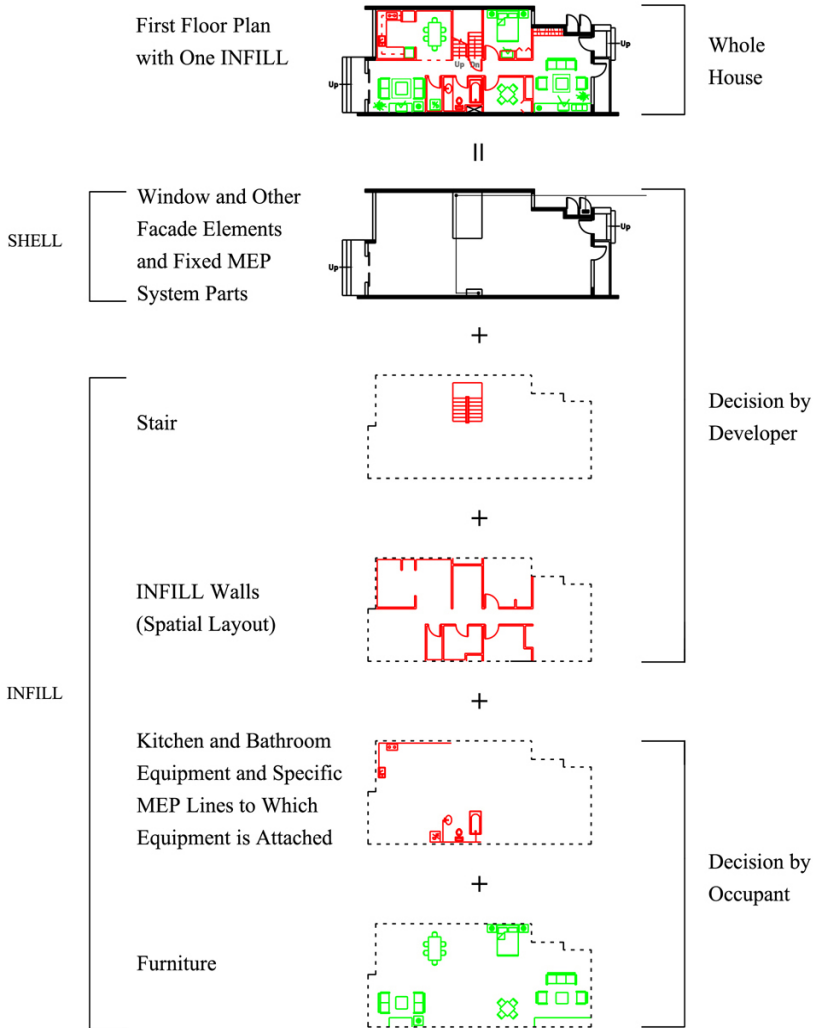 First Floor Plan
with One INFILL
Up
Up Dn
Up
Whole
House
SHELL
Window and Other
Facade Elements
and Fixed MEP
System Parts
Up
Up
Stair
Decision by
Developer
INFILL Walls
(Spatial Layout)
INFILL
Kitchen and Bathroom
Equipment and Specific
MEP Lines to Which
Equipment is Attached
Decision by
Occupant
Furniture